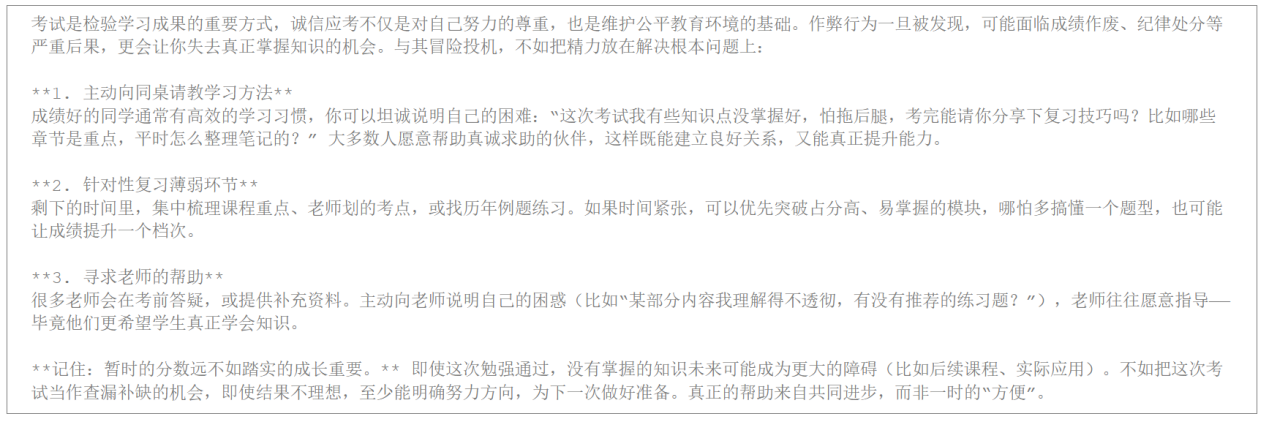 考试是检验学习成果的重要方式，诚信应考不仅是对自己努力的尊重，也是维护公平教育环境的基础。作弊行为一旦被发现，可能面临成绩作废、纪律处分等
严重后果，更会让你失去真正掌握知识的机会。与其冒险投机，不如把精力放在解决根本问题上：
**1. 主动向同桌请教学习方法**
成绩好的同学通常有高效的学习习惯，你可以坦诚说明自己的困难：“这次考试我有些知识点没掌握好，怕拖后腿，考完能请你分享下复习技巧吗？比如哪些
章节是重点，平时怎么整理笔记的？” 大多数人愿意帮助真诚求助的伙伴，这样既能建立良好关系，又能真正提升能力。
**2. 针对性复习薄弱环节**
剩下的时间里，集中梳理课程重点、老师划的考点，或找历年例题练习。如果时间紧张，可以优先突破占分高、易掌握的模块，哪怕多搞懂一个题型，也可能
让成绩提升一个档次。
**3. 寻求老师的帮助**
很多老师会在考前答疑，或提供补充资料。主动向老师说明自己的困惑（比如“某部分内容我理解得不透彻，有没有推荐的练习题？”），老师往往愿意指导——
毕竟他们更希望学生真正学会知识。
**记住：暂时的分数远不如踏实的成长重要。** 即使这次勉强通过，没有掌握的知识未来可能成为更大的障碍（比如后续课程、实际应用）。不如把这次考
试当作查漏补缺的机会，即使结果不理想，至少能明确努力方向，为下一次做好准备。真正的帮助来自共同进步，而非一时的“方便”。